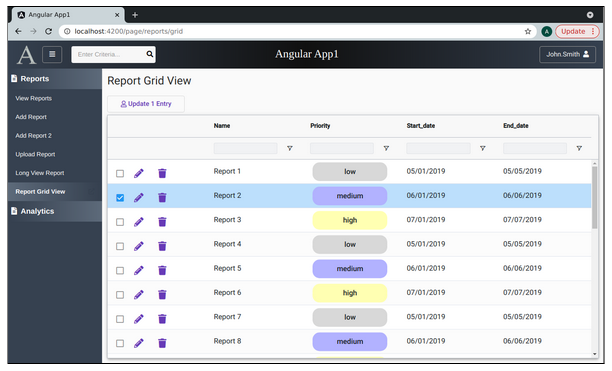 Angular App1
localhost:4200/page/reports/grid
A
Update
A
Enter Criteria...
Angular App1
John.Smith
Reports
View Reports
Add Report
Add Report 2
Upload Report
Long View Report
Report Grid View
Analytics
Report Grid View
Update 1 Entry
Name Priority Start_date End_date
Report 1 low 05/01/2019 05/05/2019
Report 2 medium 06/01/2019 06/06/2019
Report 3 high 07/01/2019 07/07/2019
Report 4 low 05/01/2019 05/05/2019
Report 5 medium 06/01/2019 06/06/2019
Report 6 high 07/01/2019 07/07/2019
Report 7 low 05/01/2019 05/05/2019
Report 8 medium 06/01/2019 06/06/2019